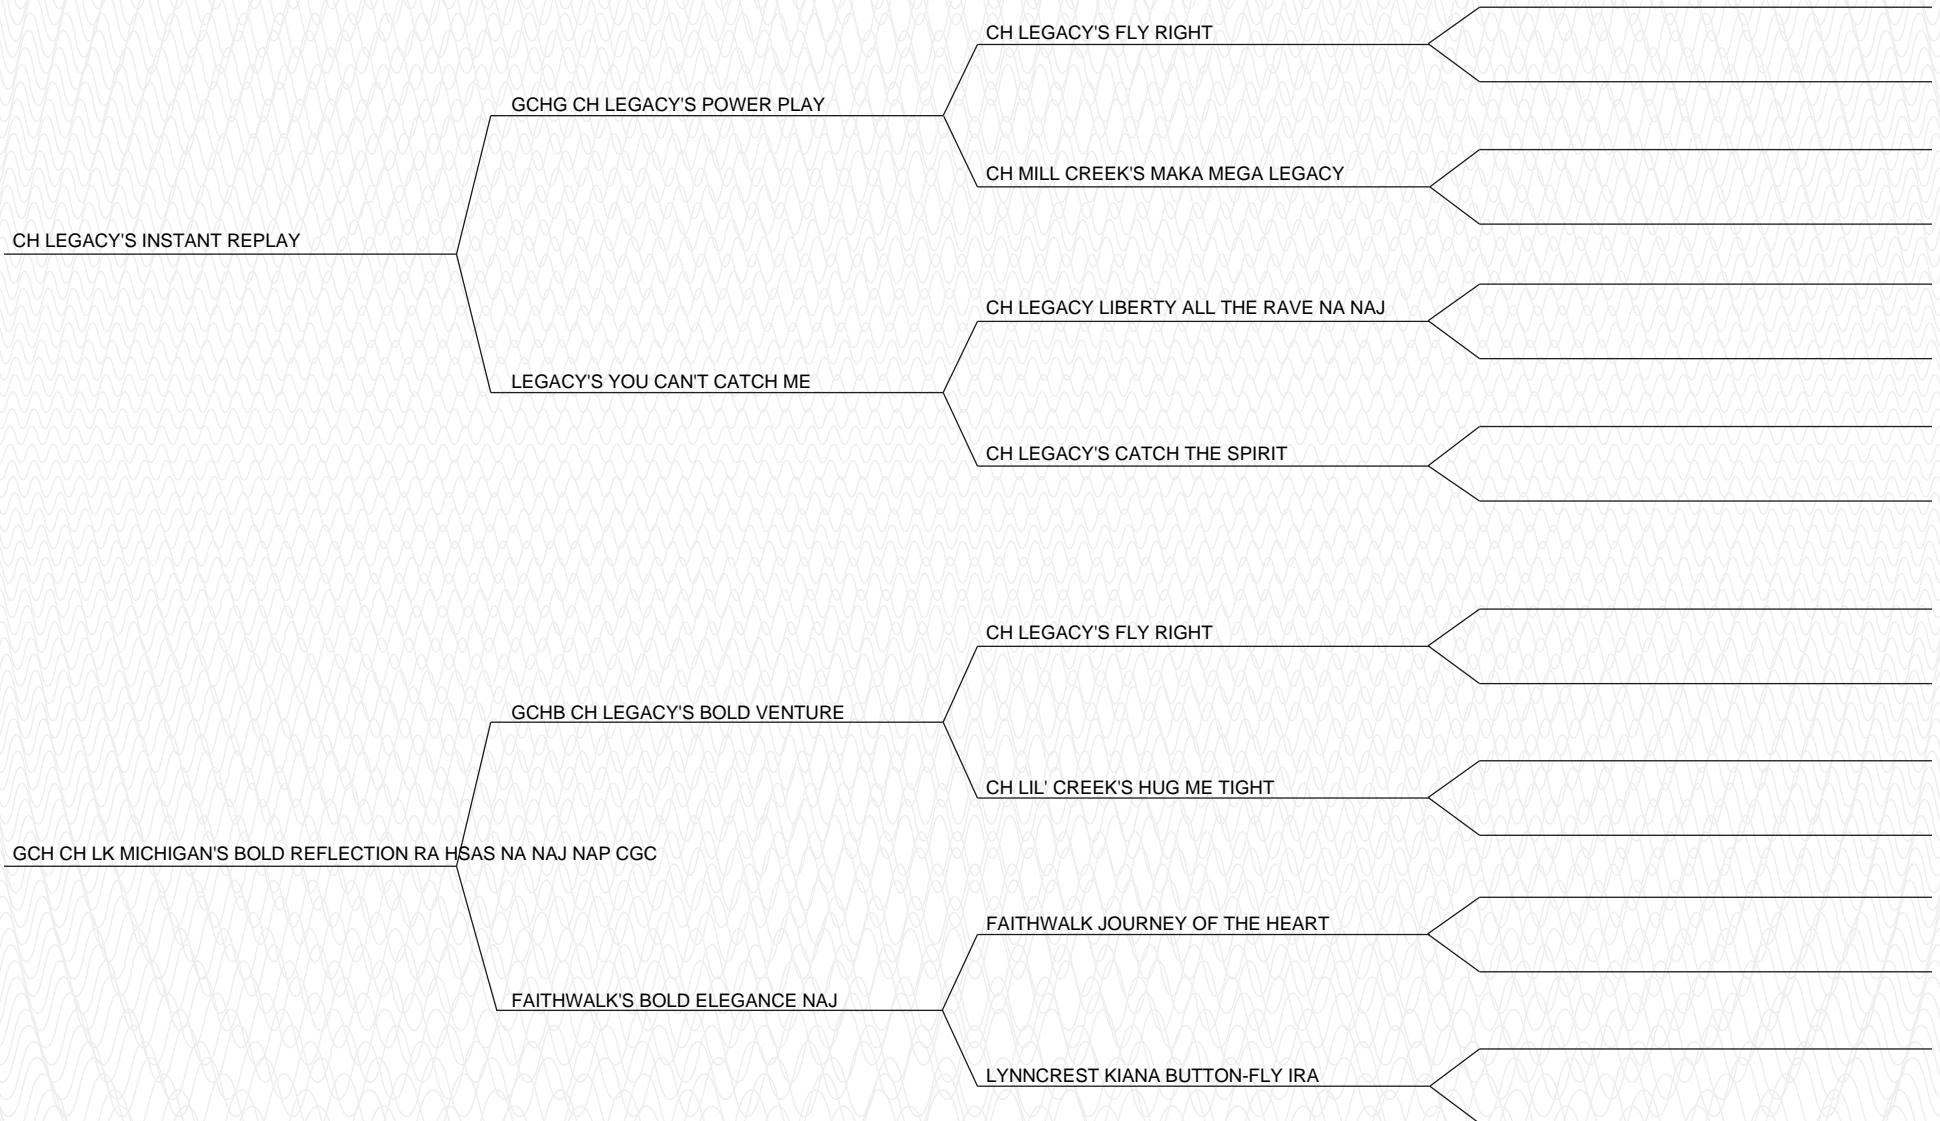 CH LEGACY'S FLY RIGHT
GCHG CH LEGACY'S POWER PLAY
CH MILL CREEK'S MAKA MEGA LEGACY
CH LEGACY'S INSTANT REPLAY
CH LEGACY LIBERTY ALL THE RAVE NA NAJ
LEGACY'S YOU CAN'T CATCH ME
CH LEGACY'S CATCH THE SPIRIT
CH LEGACY'S FLY RIGHT
GCHB CH LEGACY'S BOLD VENTURE
CH LIL' CREEK'S HUG ME TIGHT
GCH CH LK MICHIGAN'S BOLD REFLECTION RA HSAS NA NAJ NAP CGC
FAITHWALK JOURNEY OF THE HEART
FAITHWALK'S BOLD ELEGANCE NAJ
LYNNCREST KIANA BUTTON-FLY IRA